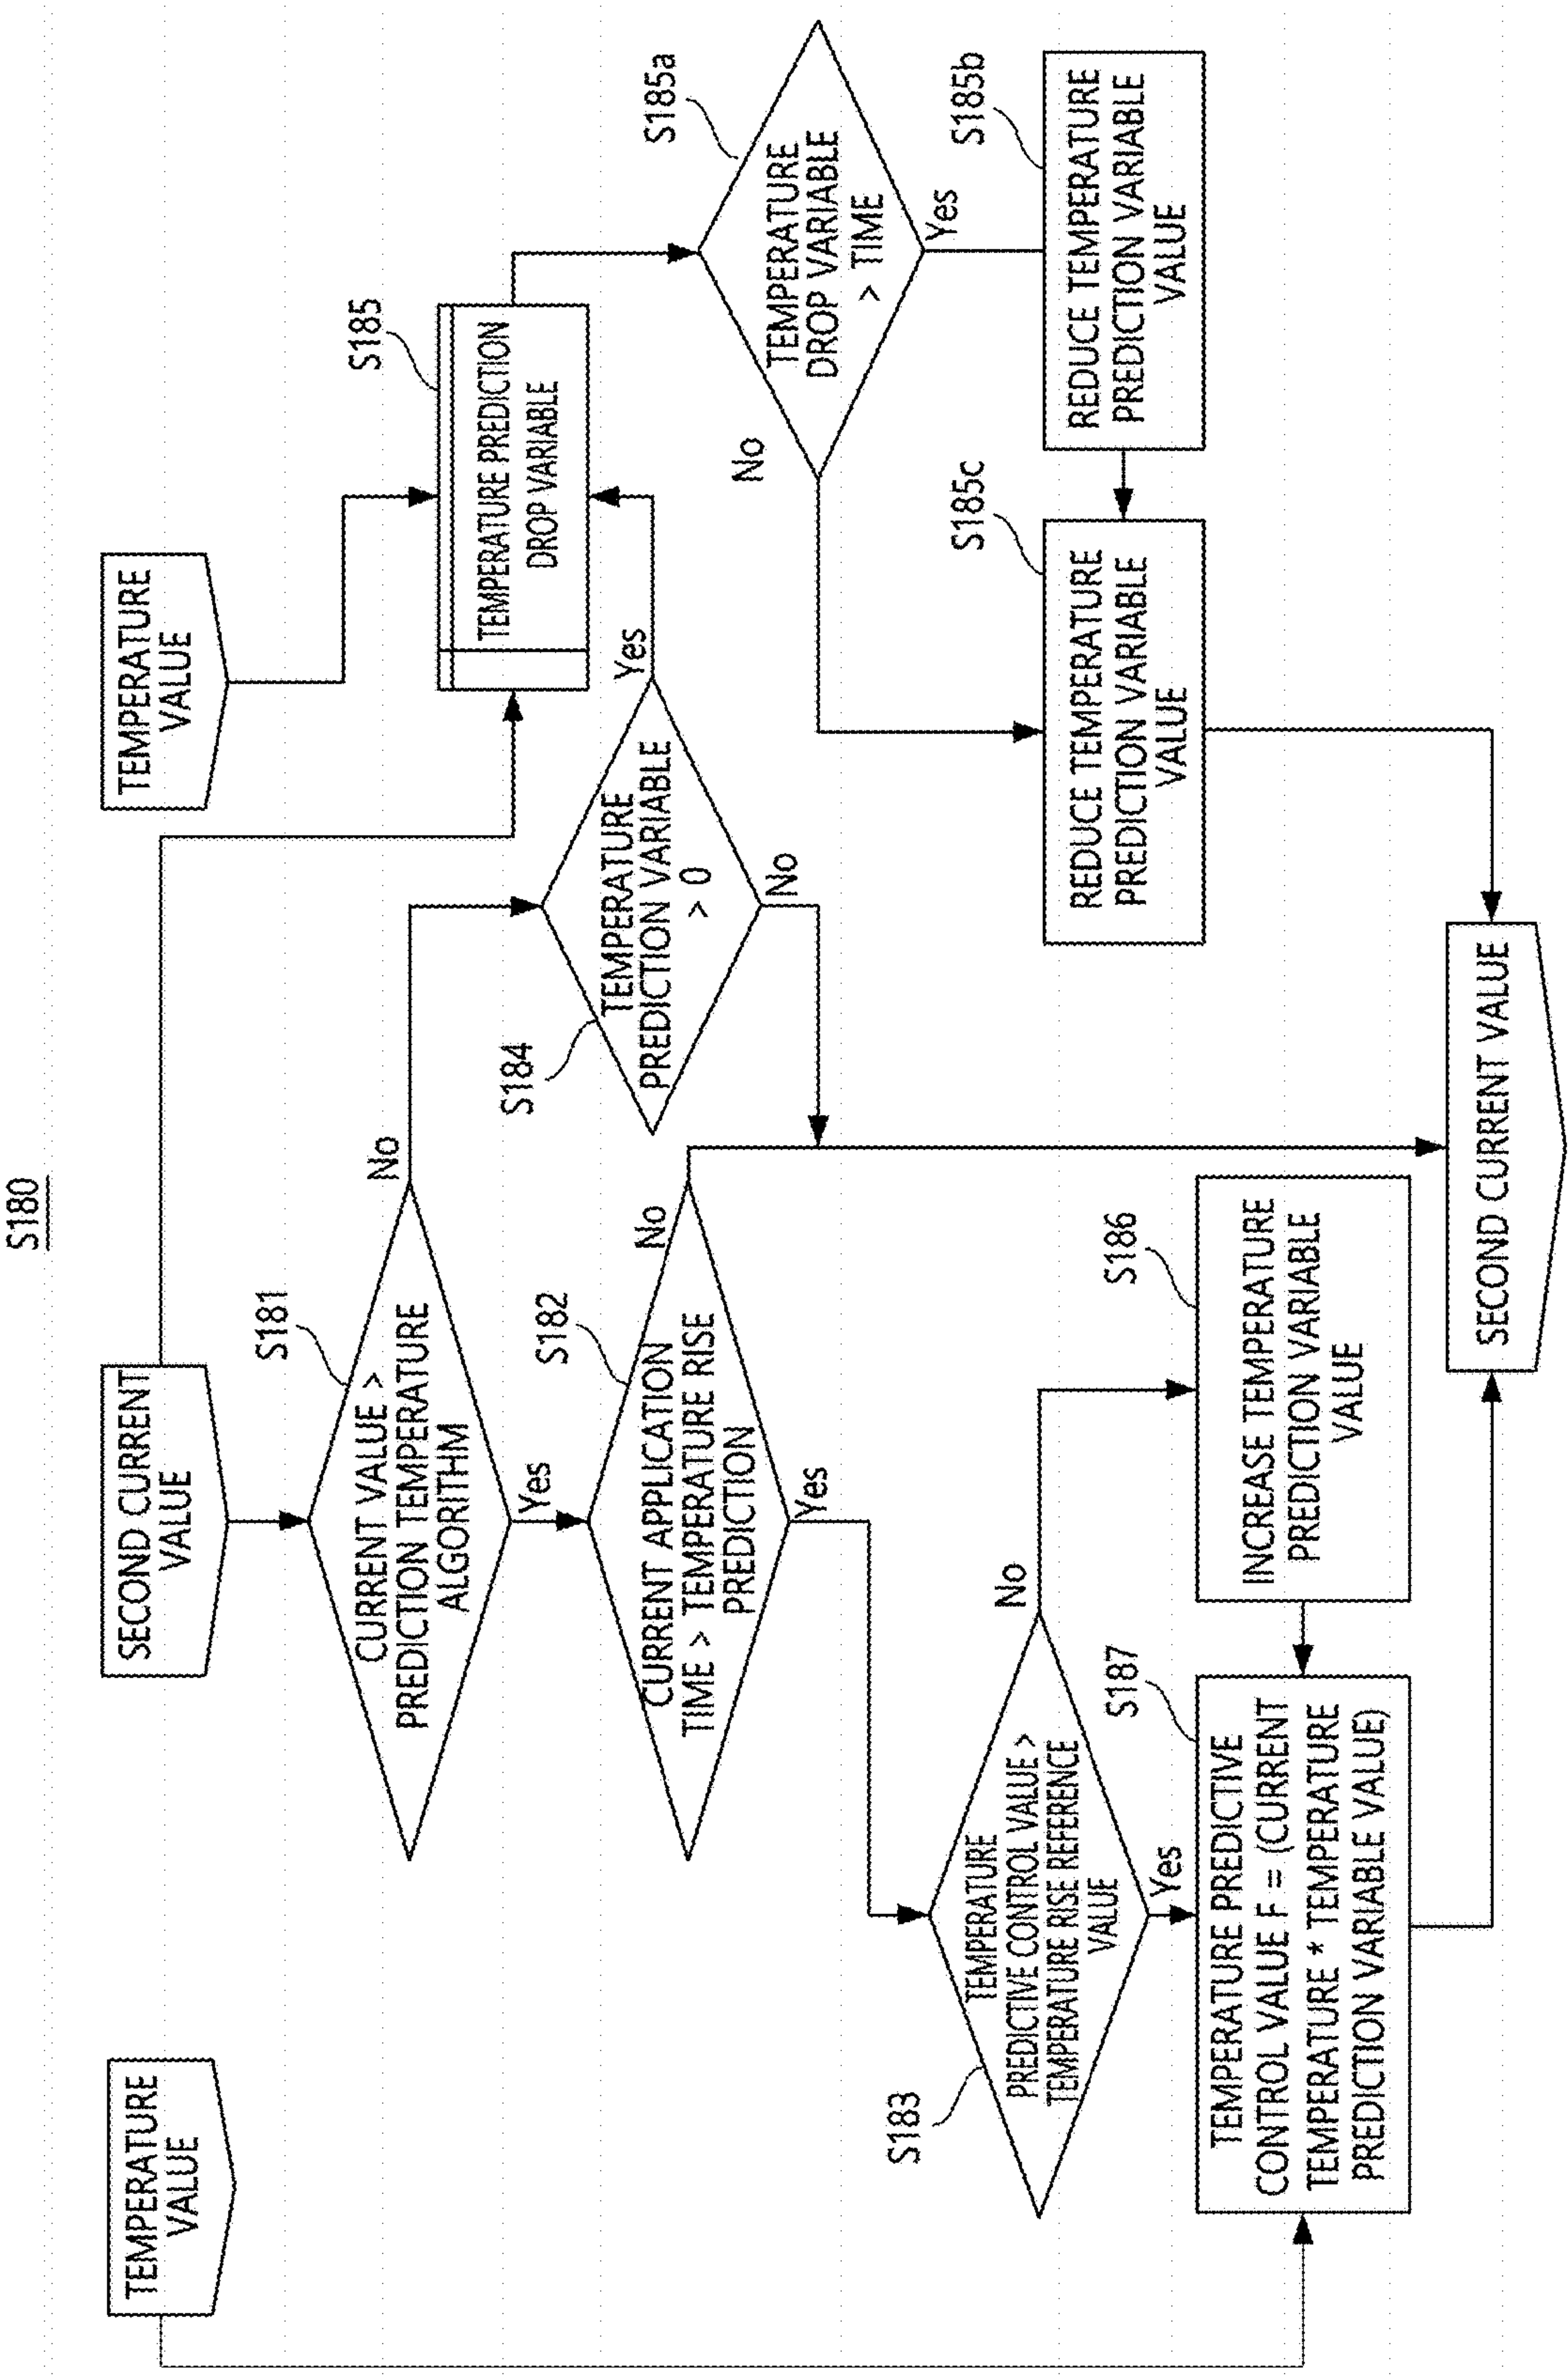 S180
TEMPERATURE
VALUE
SECOND CURRENT
VALUE
TEMPERATURE
VALUE
S181
CURRENT VALUE >
PREDICTION TEMPERATURE
ALGORITHM
No
Yes
S182
CURRENT APPLICATION
TIME > TEMPERATURE RISE
PREDICTION
No
Yes
S184
TEMPERATURE
PREDICTION VARIABLE
> 0
Yes
No
S185
TEMPERATURE PREDICTION
DROP VARIABLE
S185a
TEMPERATURE
DROP VARIABLE
> TIME
No
Yes
S185b
REDUCE TEMPERATURE
PREDICTION VARIABLE
VALUE
S185c
REDUCE TEMPERATURE
PREDICTION VARIABLE
VALUE
S183
TEMPERATURE
PREDICTIVE CONTROL VALUE >
TEMPERATURE RISE REFERENCE
VALUE
No
Yes
S186
INCREASE TEMPERATURE
PREDICTION VARIABLE
VALUE
S187
TEMPERATURE PREDICTIVE
CONTROL VALUE F = (CURRENT
TEMPERATURE * TEMPERATURE
PREDICTION VARIABLE VALUE)
SECOND CURRENT VALUE